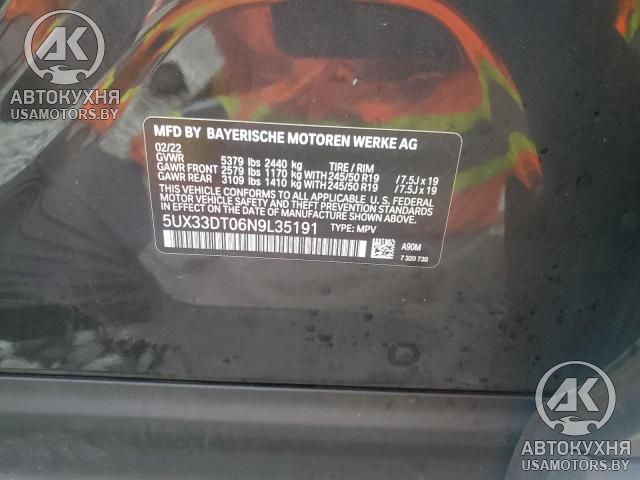 АК
АВТОКУХНЯ
USAMOTORS.BY
MFD BY BAYERISCHE MOTOREN WERKE AG
02/22
GVWR 5379 lbs 2440 kg TIRE / RIM
GAWR FRONT 2579 lbs 1170 kg WITH 245/50 R19 /7.5J x 19
GAWR REAR 3109 lbs 1410 kg WITH 245/50 R19 /7.5J x 19
THIS VEHICLE CONFORMS TO ALL APPLICABLE U.S. FEDERAL
MOTOR VEHICLE SAFETY STANDARDS IN EFFECT ON
THE DATE OF MANUFACTURE SHOWN ABOVE.
5UX33DT06N9L35191 TYPE: MPV
A90M
7 320 730
АК
АВТОКУХНЯ
USAMOTORS.BY